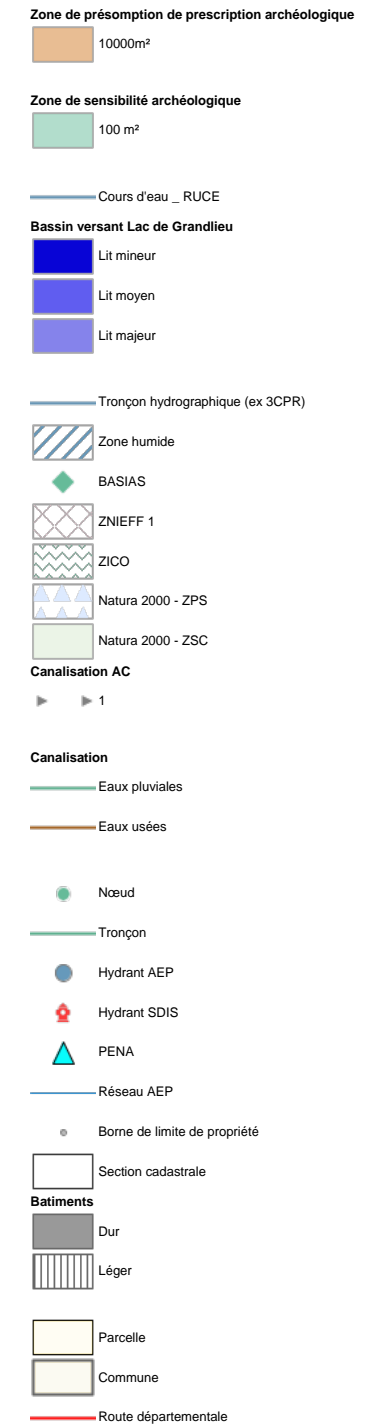 Zone de présomption de prescription archéologique
10000m²
Zone de sensibilité archéologique
100 m²
Cours d'eau _ RUCE
Bassin versant Lac de Grandlieu
Lit mineur
Lit moyen
Lit majeur
Tronçon hydrographique (ex 3CPR)
Zone humide
BASIAS
ZNIEFF 1
ZICO
Natura 2000 - ZPS
Natura 2000 - ZSC
Canalisation AC
1
Canalisation
Eaux pluviales
Eaux usées
Nœud
Tronçon
Hydrant AEP
Hydrant SDIS
PENA
Réseau AEP
Borne de limite de propriété
Section cadastrale
Batiments
Dur
Léger
Parcelle
Commune
Route départementale